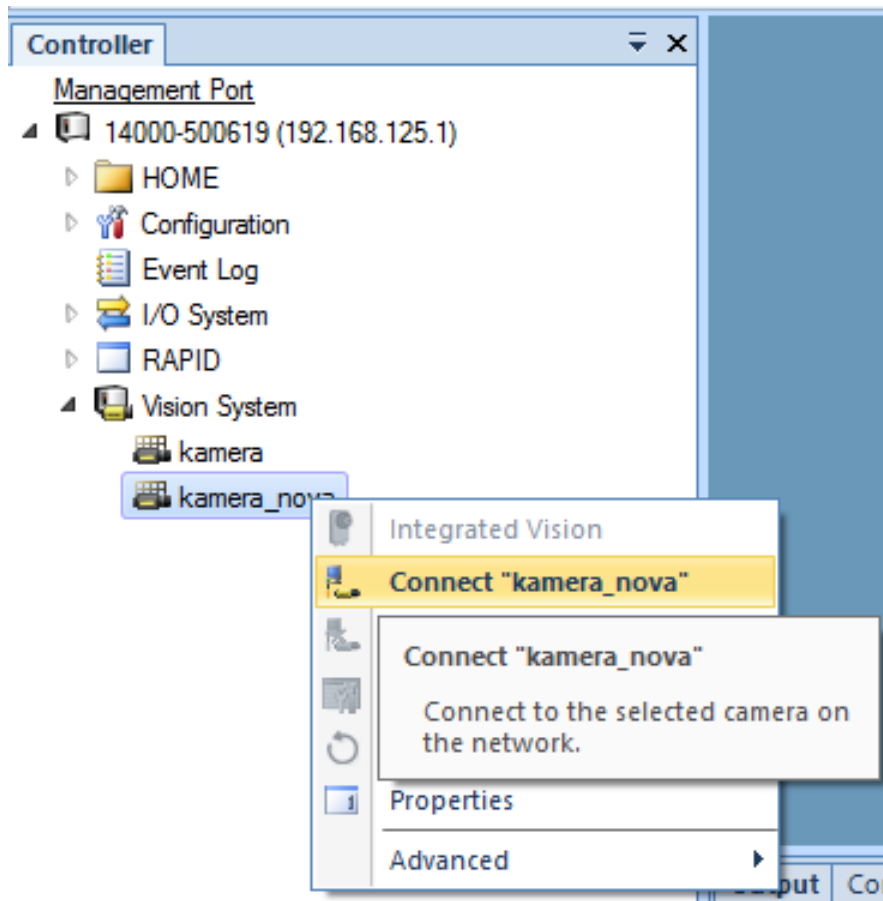 Controller
Management Port
14000-500619 (192.168.125.1)
HOME
Configuration
Event Log
I/O System
RAPID
Vision System
kamera
kamera_nova
Integrated Vision
Connect "kamera_nova"
Connect "kamera_nova"
Connect to the selected camera on
the network.
Properties
Advanced